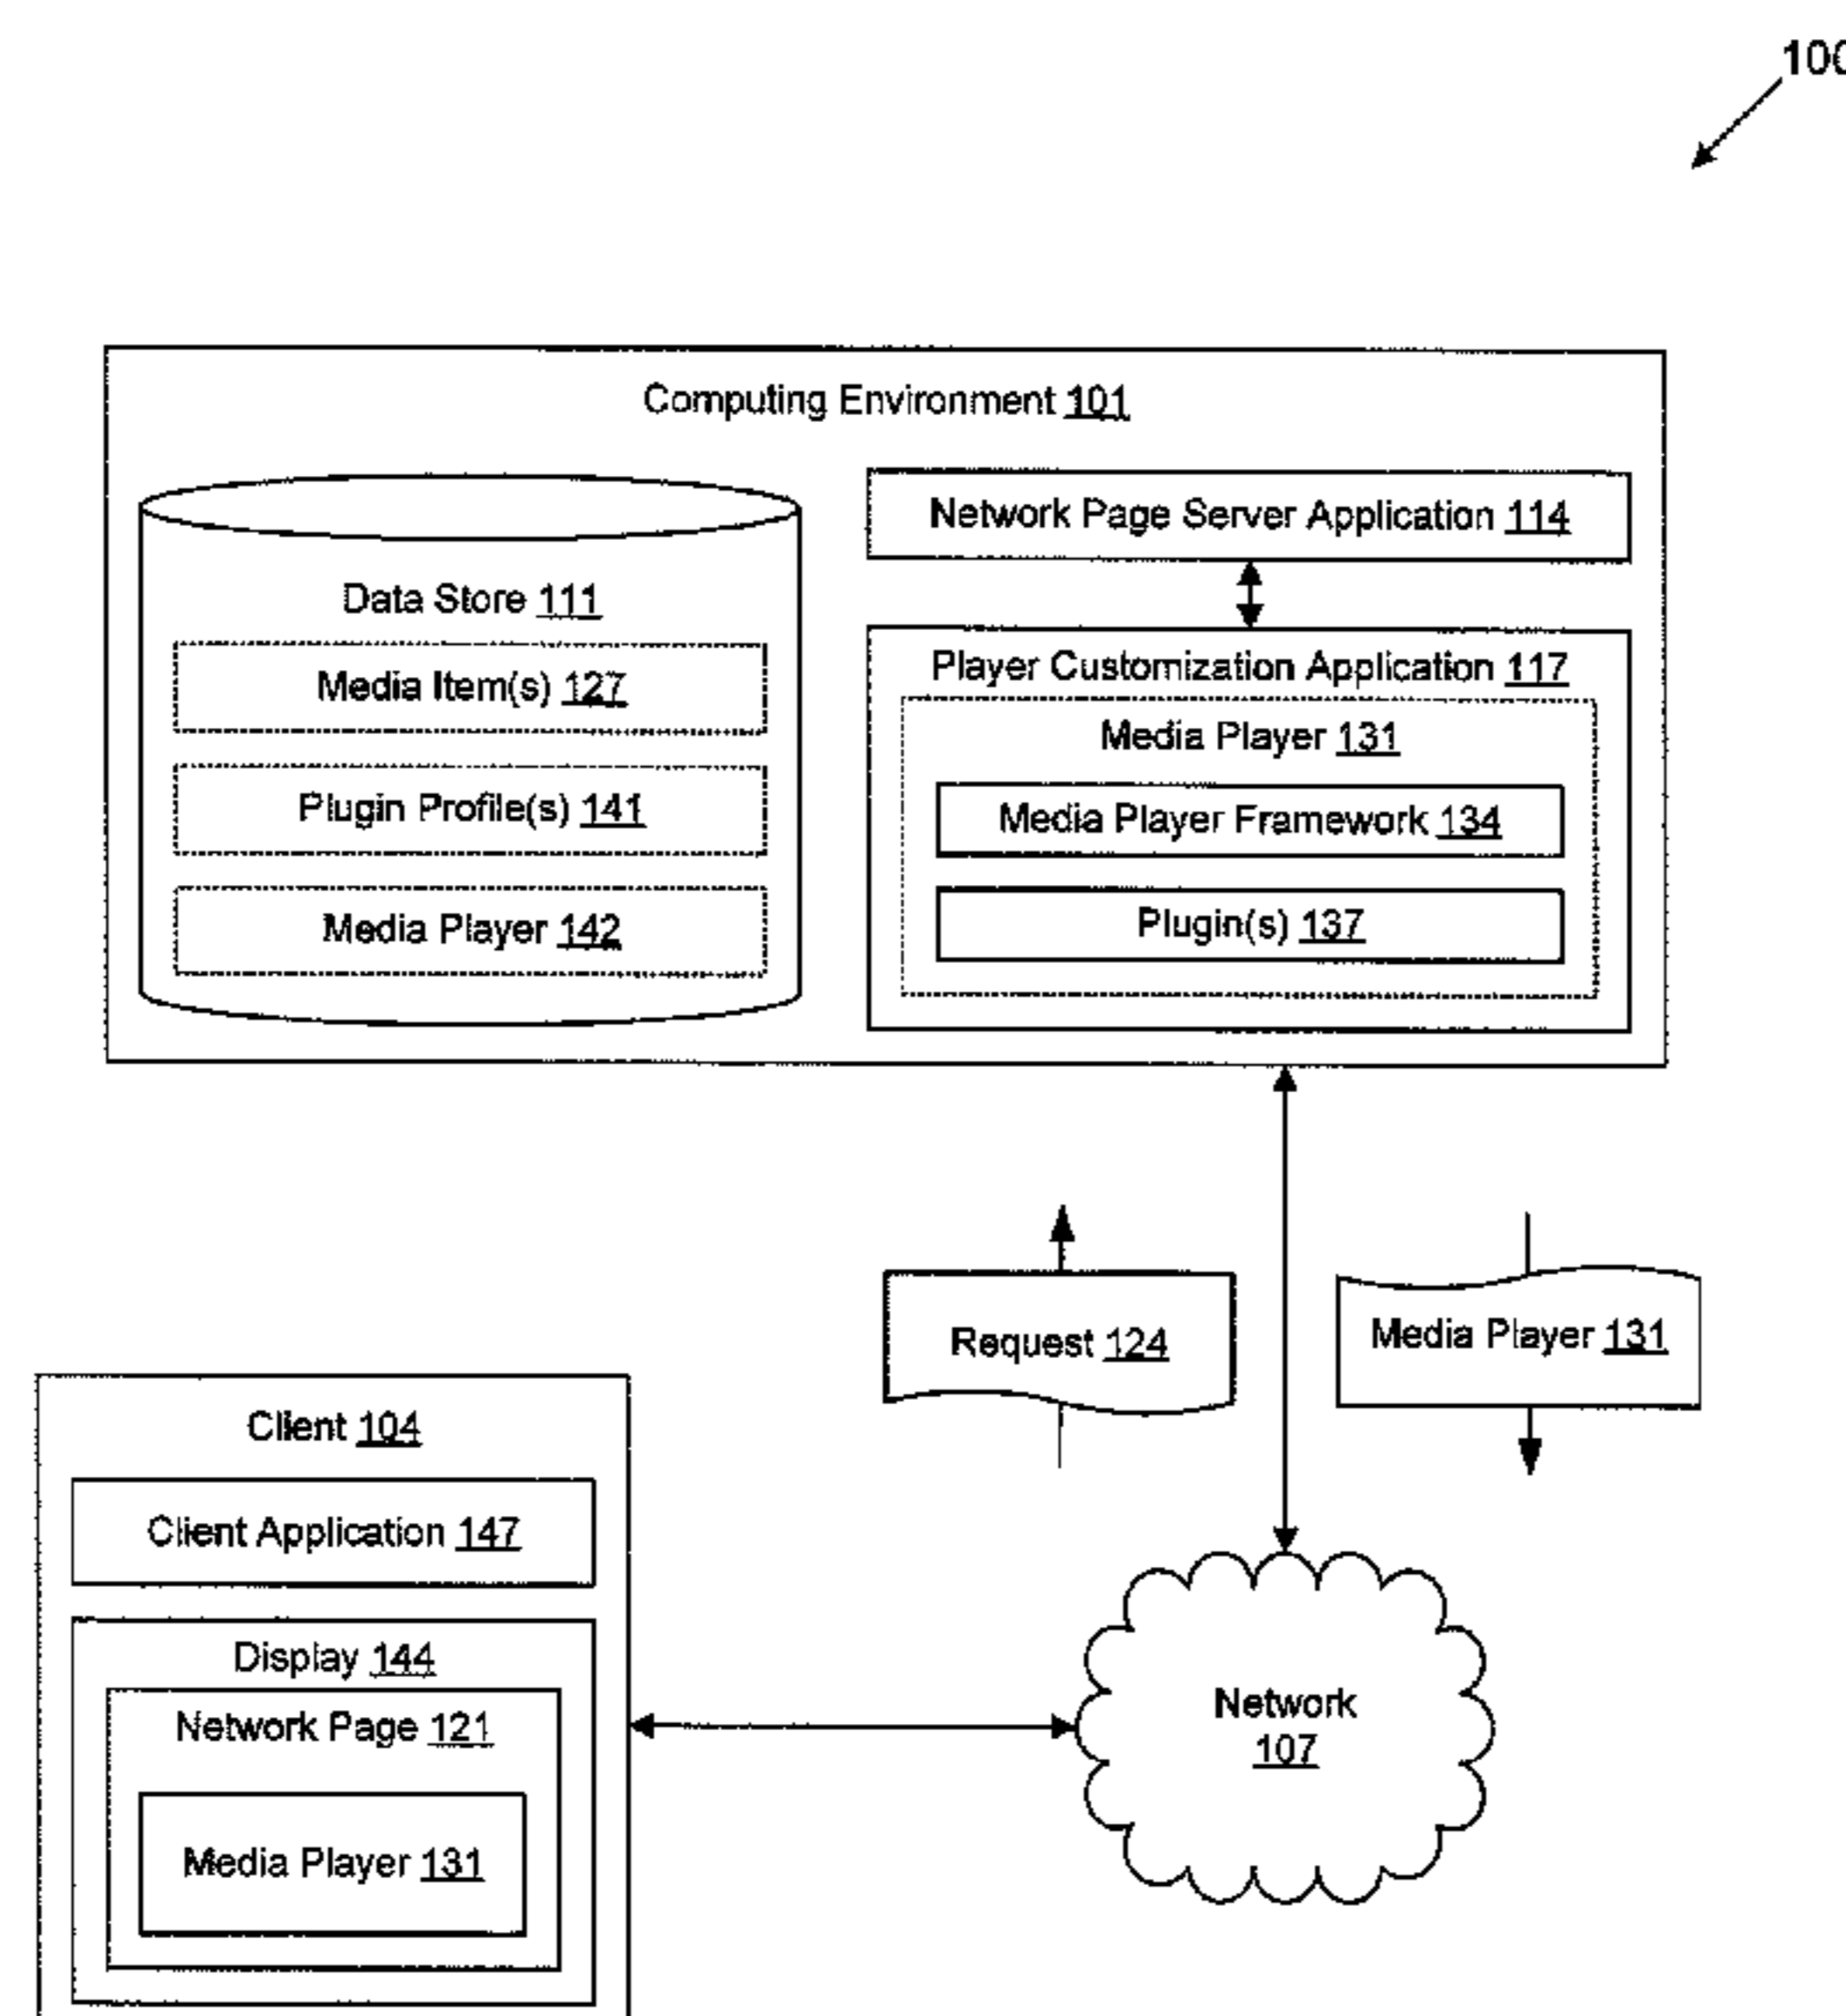 100
Computing Environment 101
Data Store 111
Media Item(s) 127
Plugin Profile(s) 141
Media Player 142
Network Page Server Application 114
Player Customization Application 117
Media Player 131
Media Player Framework 134
Plugin(s) 137
Request 124
Media Player 131
Client 104
Client Application 147
Display 144
Network Page 121
Media Player 131
Network
107